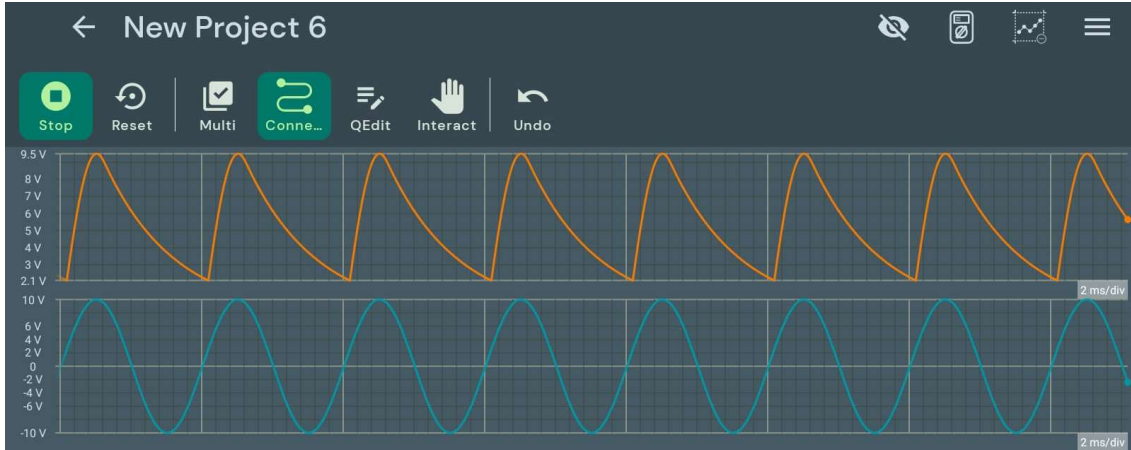 New Project 6
Stop Reset Multi Conne... QEdit Interact Undo
9.5 V
8 V
7 V
6 V
5 V
4 V
3 V
2.1 V
2 ms/div
10 V
6 V
4 V
2 V
0
-2 V
-4 V
-6 V
-10 V
2 ms/div